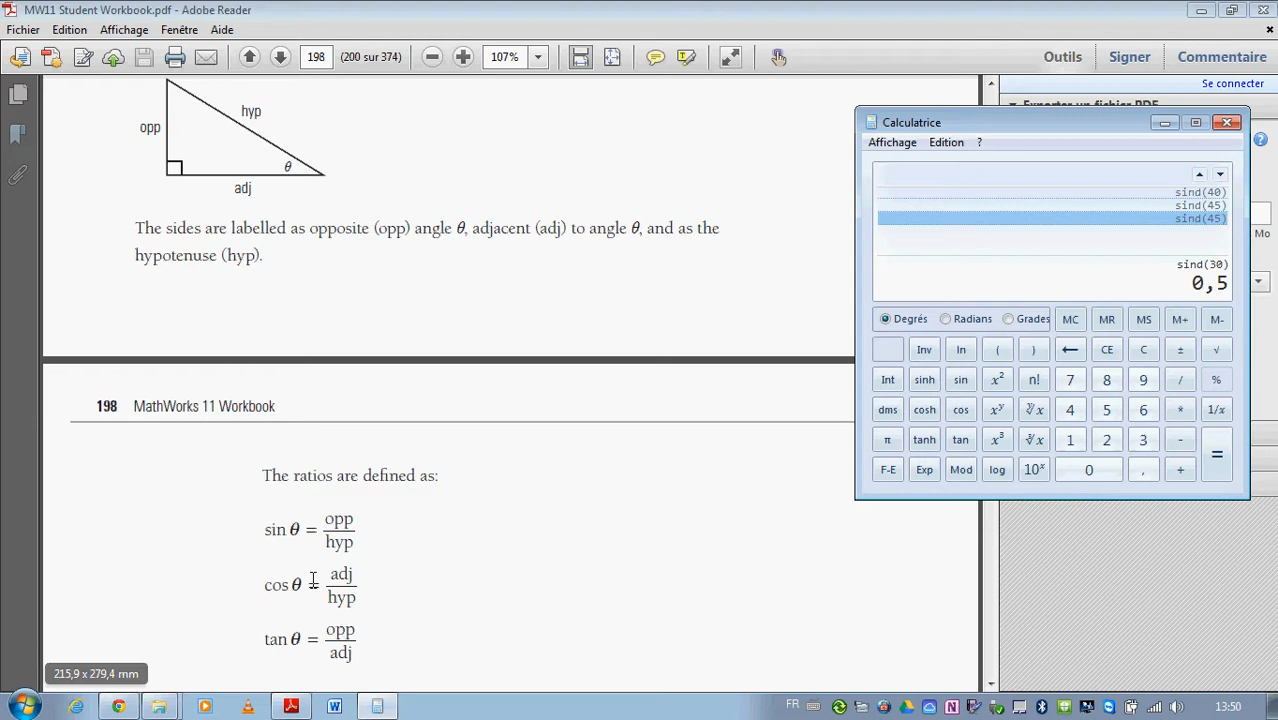 MW11 Student Workbook.pdf - Adobe Reader
Fichier Edition Affichage Fenêtre Aide
198 (200 sur 374) 107% Outils Signer Commentaire
Se connecter
Exporter un fichier PDF
hyp
opp
θ
adj
The sides are labelled as opposite (opp) angle θ, adjacent (adj) to angle θ, and as the
hypotenuse (hyp).
198 MathWorks 11 Workbook
The ratios are defined as:
sin θ = opp
hyp
cos θ = adj
hyp
tan θ = opp
adj
215,9 x 279,4 mm
Calculatrice
Affichage Edition ?
sind(40)
sind(45)
sind(45)
sind(30)
0,5
Degrés Radians Grades MC MR MS M+ M-
Inv ln ( ) ← CE C ± √
Int sinh sin x² n! 7 8 9 / %
dms cosh cos xʸ ʸ√x 4 5 6 * 1/x
π tanh tan x³ ³√x 1 2 3 - =
F-E Exp Mod log 10ˣ 0 , +
Mo
FR 13:50